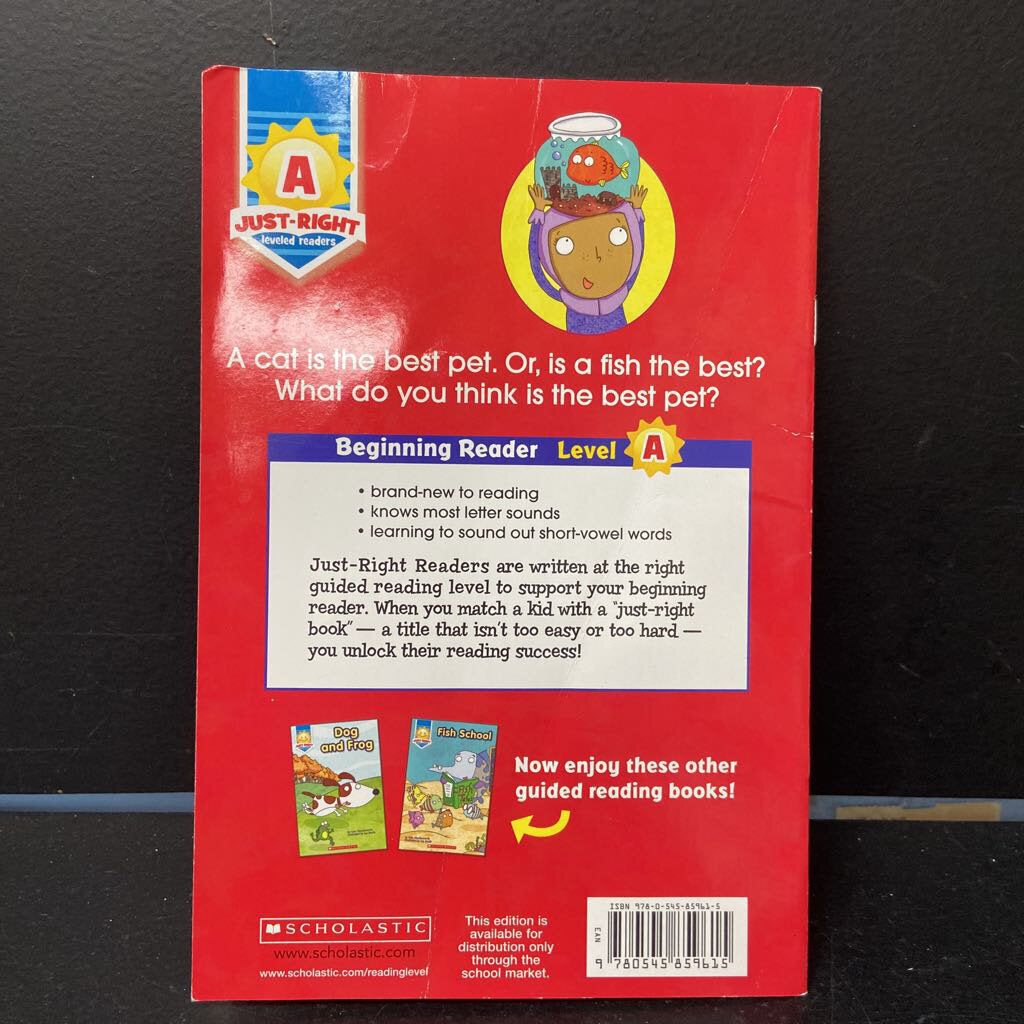 A
JUST-RIGHT
leveled readers
A cat is the best pet. Or, is a fish the best?
What do you think is the best pet?
Beginning Reader Level A
• brand-new to reading
• knows most letter sounds
• learning to sound out short-vowel words
Just-Right Readers are written at the right
guided reading level to support your beginning
reader. When you match a kid with a "just-right
book" — a title that isn't too easy or too hard —
you unlock their reading success!
Dog
and Frog
Fish School
Now enjoy these other
guided reading books!
SCHOLASTIC
www.scholastic.com
www.scholastic.com/readinglevel
This edition is
available for
distribution only
through the
school market.
ISBN 978-0-545-85961-5
EAN
9 780545 859615